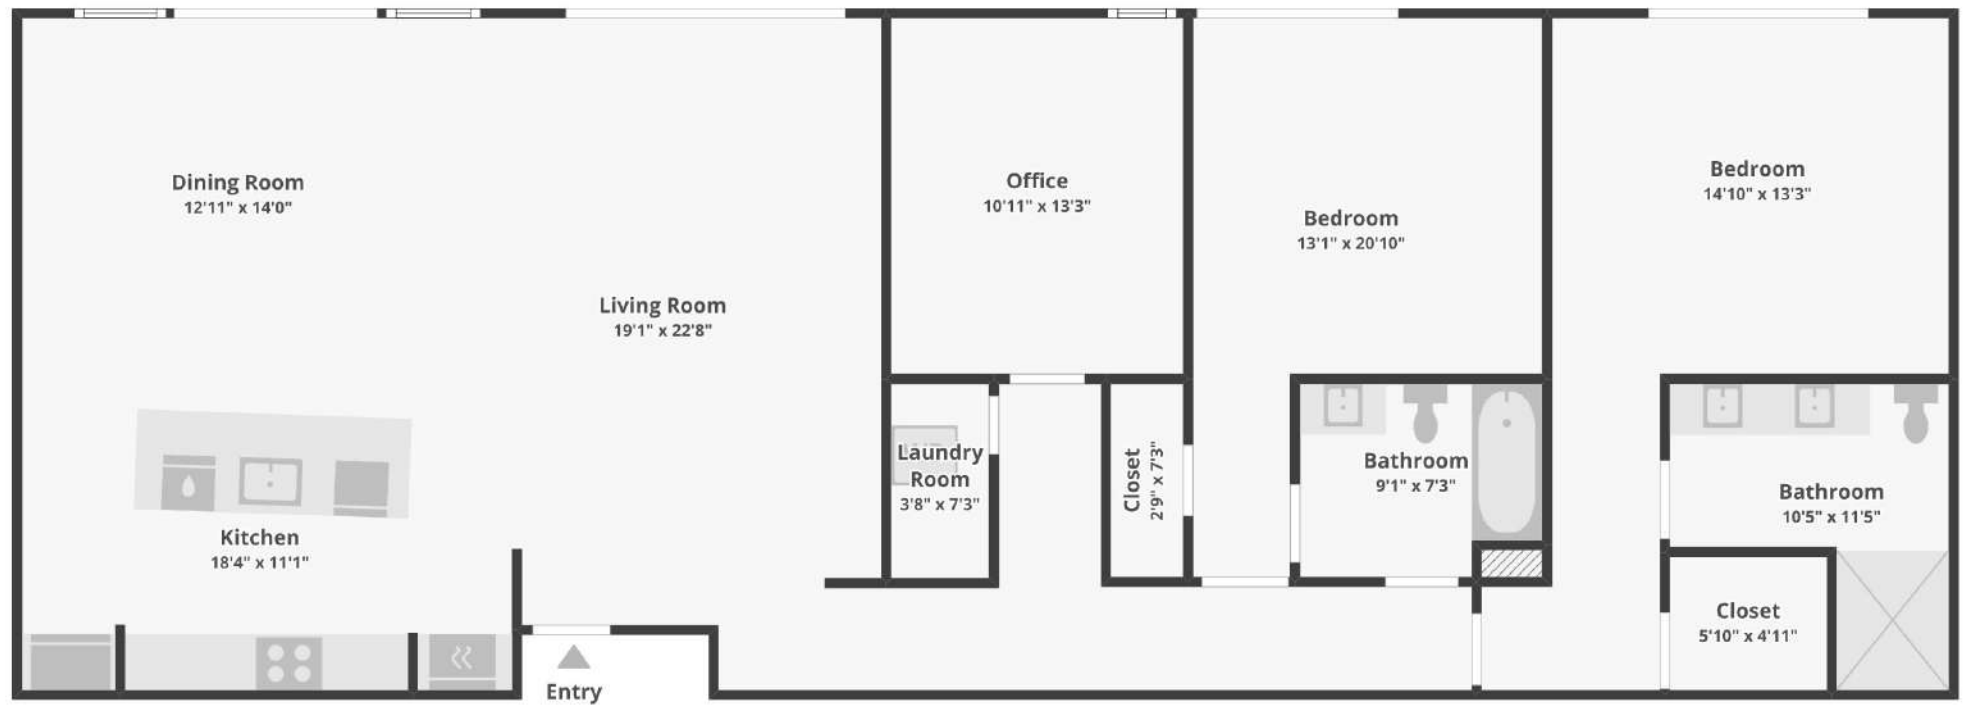 Dining Room
12'11" x 14'0"
Office
10'11" x 13'3"
Bedroom
13'1" x 20'10"
Bedroom
14'10" x 13'3"
Living Room
19'1" x 22'8"
Kitchen
18'4" x 11'1"
Laundry
Room
3'8" x 7'3"
Closet
2'9" x 7'3"
Bathroom
9'1" x 7'3"
Bathroom
10'5" x 11'5"
Closet
5'10" x 4'11"
Entry